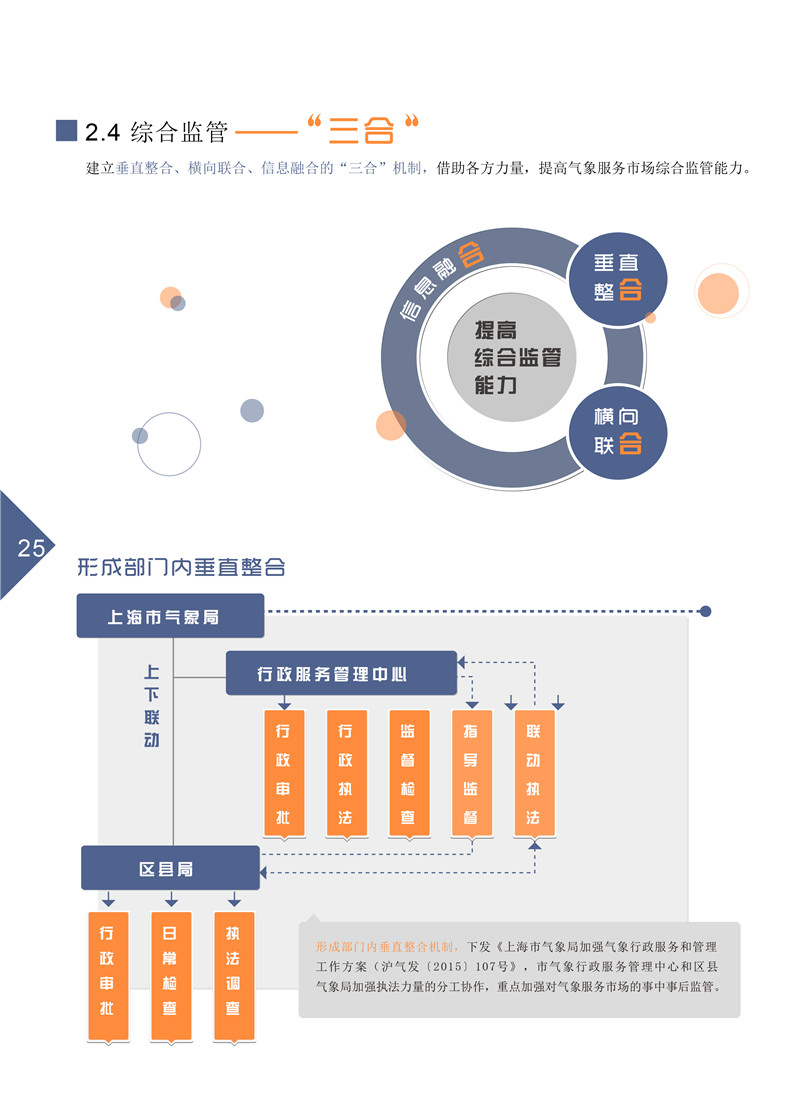 2.4 综合监管——“三合”
建立垂直整合、横向联合、信息融合的“三合”机制，借助各方力量，提高气象服务市场综合监管能力。
信息融合
垂直
整合
提高
综合监管
能力
横向
联合
25
形成部门内垂直整合
上海市气象局
上下联动
行政服务管理中心
行政审批
行政执法
监督检查
指导监督
联动执法
区县局
行政审批
日常检查
执法调查
形成部门内垂直整合机制，下发《上海市气象局加强气象行政服务和管理
工作方案（沪气发〔2015〕107号》，市气象行政服务管理中心和区县
气象局加强执法力量的分工协作，重点加强对气象服务市场的事中事后监管。